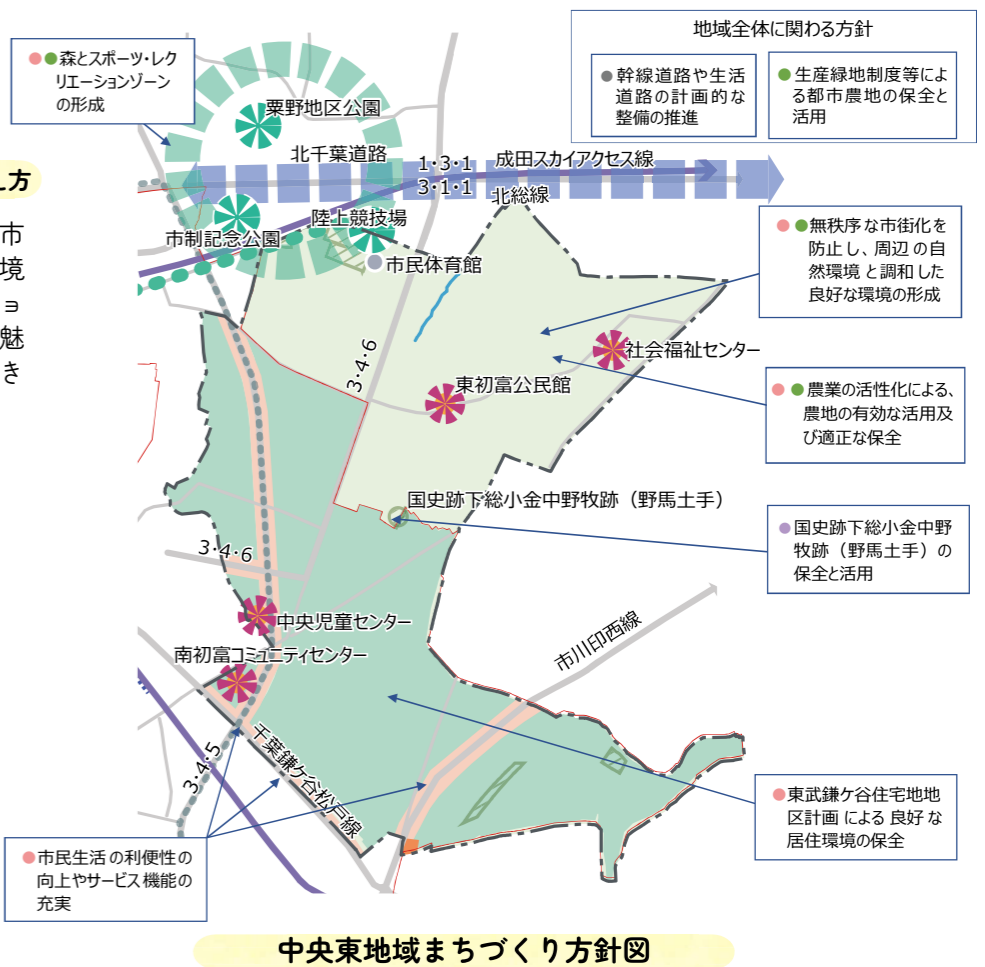 地域全体に関わる方針
●幹線道路や生活
道路の計画的な
整備の推進
●生産緑地制度等によ
る都市農地の保全と
活用
●●森とスポーツ・レク
リエーションゾーン
の形成
粟野地区公園
北千葉道路
1・3・1
3・1・1
成田スカイアクセス線
北総線
え方
市
境
ョ
魅
き
市制記念公園
陸上競技場
市民体育館
●●無秩序な市街化を
防止し、周辺の自
然環境と調和した
良好な環境の形成
3・4・6
社会福祉センター
東初富公民館
●●農業の活性化による、
農地の有効な活用及
び適正な保全
国史跡下総小金中野牧跡（野馬土手）
●国史跡下総小金中野
牧跡（野馬土手）の
保全と活用
3・4・6
中央児童センター
南初富コミュニティセンター
市川印西線
3・4・5
千葉鎌ケ谷松戸線
●東武鎌ケ谷住宅地地
区計画による良好な
居住環境の保全
●市民生活の利便性の
向上やサービス機能の
充実
中央東地域まちづくり方針図